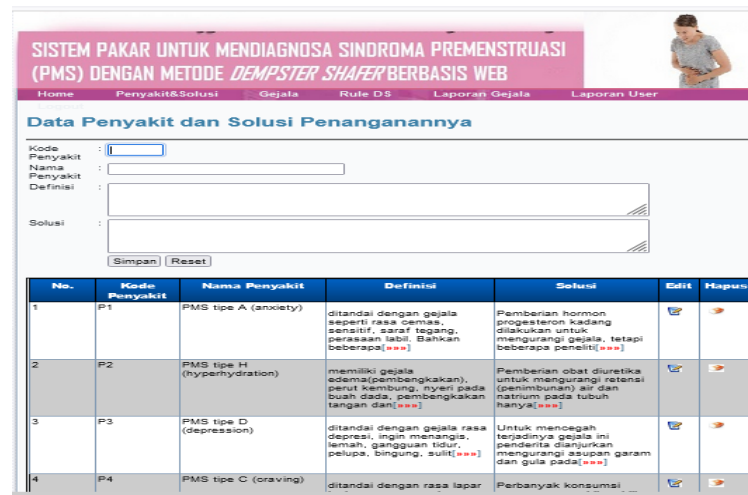 SISTEM PAKAR UNTUK MENDIAGNOSA SINDROMA PREMENSTRUASI
(PMS) DENGAN METODE DEMPSTER SHAFER BERBASIS WEB
Home Penyakit&Solusi Gejala Rule DS Laporan Gejala Laporan User
Data Penyakit dan Solusi Penanganannya
Kode
Penyakit :
Nama
Penyakit :
Definisi :
Solusi :
Simpan Reset
No. Kode Penyakit Nama Penyakit Definisi Solusi Edit Hapus
1 P1 PMS tipe A (anxiety)
ditandai dengan gejala
seperti rasa cemas,
sensitif, saraf tegang,
perasaan labil. Bahkan
beberapa[»»»]
Pemberian hormon
progesteron kadang
dilakukan untuk
mengurangi gejala, tetapi
beberapa peneliti[»»»]
2 P2 PMS tipe H
(hyperhydration)
memiliki gejala
edema(pembengkakan),
perut kembung, nyeri pada
buah dada, pembengkakan
tangan dan[»»»]
Pemberian obat diuretika
untuk mengurangi retensi
(penimbunan) air dan
natrium pada tubuh
hanya[»»»]
3 P3 PMS tipe D
(depression)
ditandai dengan gejala rasa
depresi, ingin menangis,
lemah, gangguan tidur,
pelupa, bingung, sulit[»»»]
Untuk mencegah
terjadinya gejala ini
penderita dianjurkan
mengurangi asupan garam
dan gula pada[»»»]
4 P4 PMS tipe C (craving)
ditandai dengan rasa lapar
Perbanyak konsumsi